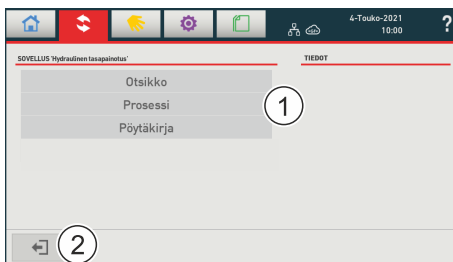 4-Touko-2021
10:00
?
SOVELLUS 'Hydraulinen tasapainotus'
TIEDOT
Otsikko
Prosessi
Pöytäkirja
1
2